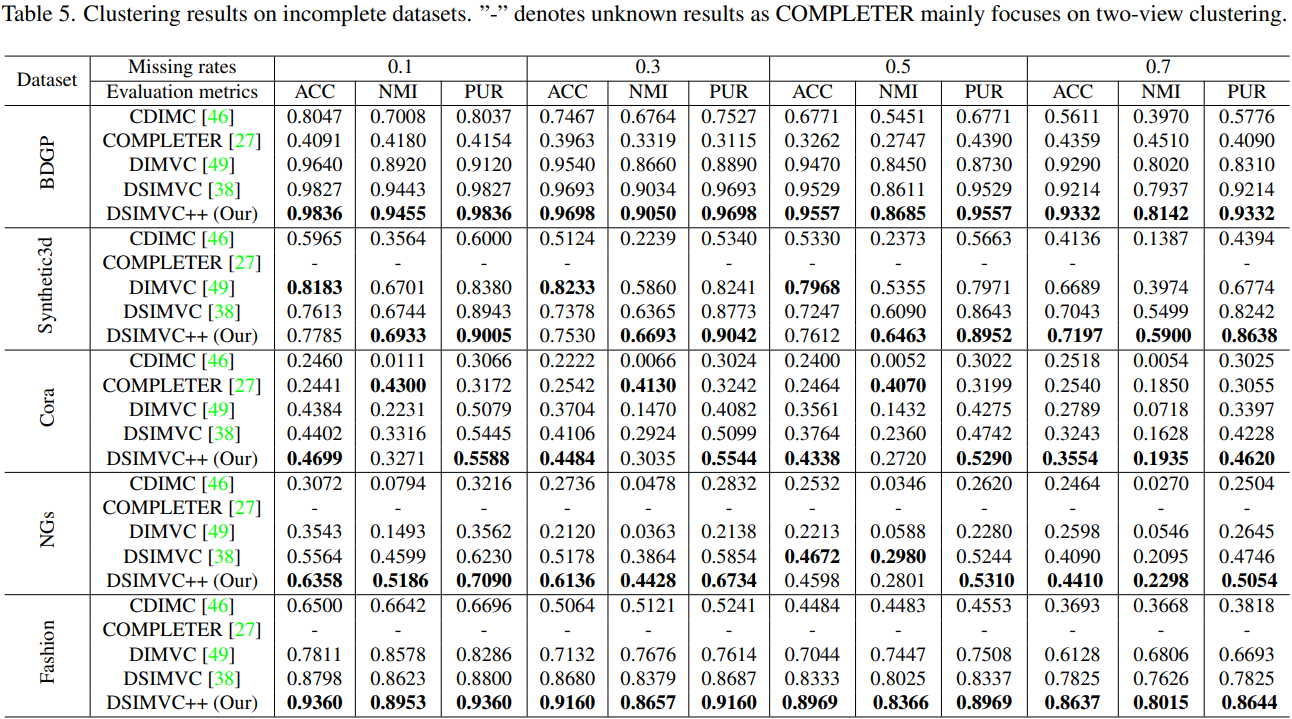 Table 5. Clustering results on incomplete datasets. ”-” denotes unknown results as COMPLETER mainly focuses on two-view clustering.
Dataset Missing rates 0.1 0.3 0.5 0.7
Evaluation metrics ACC NMI PUR ACC NMI PUR ACC NMI PUR ACC NMI PUR
BDGP
CDIMC [46] 0.8047 0.7008 0.8037 0.7467 0.6764 0.7527 0.6771 0.5451 0.6771 0.5611 0.3970 0.5776
COMPLETER [27] 0.4091 0.4180 0.4154 0.3963 0.3319 0.3115 0.3262 0.2747 0.4390 0.4359 0.4510 0.4090
DIMVC [49] 0.9640 0.8920 0.9120 0.9540 0.8660 0.8890 0.9470 0.8450 0.8730 0.9290 0.8020 0.8310
DSIMVC [38] 0.9827 0.9443 0.9827 0.9693 0.9034 0.9693 0.9529 0.8611 0.9529 0.9214 0.7937 0.9214
DSIMVC++ (Our) 0.9836 0.9455 0.9836 0.9698 0.9050 0.9698 0.9557 0.8685 0.9557 0.9332 0.8142 0.9332
Synthetic3d
CDIMC [46] 0.5965 0.3564 0.6000 0.5124 0.2239 0.5340 0.5330 0.2373 0.5663 0.4136 0.1387 0.4394
COMPLETER [27] - - - - - - - - - -
DIMVC [49] 0.8183 0.6701 0.8380 0.8233 0.5860 0.8241 0.7968 0.5355 0.7971 0.6689 0.3974 0.6774
DSIMVC [38] 0.7613 0.6744 0.8943 0.7378 0.6365 0.8773 0.7247 0.6090 0.8643 0.7043 0.5499 0.8242
DSIMVC++ (Our) 0.7785 0.6933 0.9005 0.7530 0.6693 0.9042 0.7612 0.6463 0.8952 0.7197 0.5900 0.8638
Cora
CDIMC [46] 0.2460 0.0111 0.3066 0.2222 0.0066 0.3024 0.2400 0.0052 0.3022 0.2518 0.0054 0.3025
COMPLETER [27] 0.2441 0.4300 0.3172 0.2542 0.4130 0.3242 0.2464 0.4070 0.3199 0.2540 0.1850 0.3055
DIMVC [49] 0.4384 0.2231 0.5079 0.3704 0.1470 0.4082 0.3561 0.1432 0.4275 0.2789 0.0718 0.3397
DSIMVC [38] 0.4402 0.3316 0.5445 0.4106 0.2924 0.5099 0.3764 0.2360 0.4742 0.3243 0.1628 0.4228
DSIMVC++ (Our) 0.4699 0.3271 0.5588 0.4484 0.3035 0.5544 0.4338 0.2720 0.5290 0.3554 0.1935 0.4620
NGs
CDIMC [46] 0.3072 0.0794 0.3216 0.2736 0.0478 0.2832 0.2532 0.0346 0.2620 0.2464 0.0270 0.2504
COMPLETER [27] - - - - - - - - - - - -
DIMVC [49] 0.3543 0.1493 0.3562 0.2120 0.0363 0.2138 0.2213 0.0588 0.2280 0.2598 0.0546 0.2645
DSIMVC [38] 0.5564 0.4599 0.6230 0.5178 0.3864 0.5854 0.4672 0.2980 0.5244 0.4090 0.2095 0.4746
DSIMVC++ (Our) 0.6358 0.5186 0.7090 0.6136 0.4428 0.6734 0.4598 0.2801 0.5310 0.4410 0.2298 0.5054
Fashion
CDIMC [46] 0.6500 0.6642 0.6696 0.5064 0.5121 0.5241 0.4484 0.4483 0.4553 0.3693 0.3668 0.3818
COMPLETER [27] - - - - - - - - - - - -
DIMVC [49] 0.7811 0.8578 0.8286 0.7132 0.7676 0.7614 0.7044 0.7447 0.7508 0.6128 0.6806 0.6693
DSIMVC [38] 0.8798 0.8623 0.8800 0.8680 0.8379 0.8687 0.8333 0.8025 0.8337 0.7825 0.7626 0.7825
DSIMVC++ (Our) 0.9360 0.8953 0.9360 0.9160 0.8657 0.9160 0.8969 0.8366 0.8969 0.8637 0.8015 0.8644